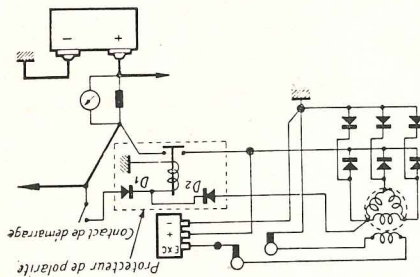 − +
D1
D2
+
EXC
Contact de démarrage
Protecteur de polarité.